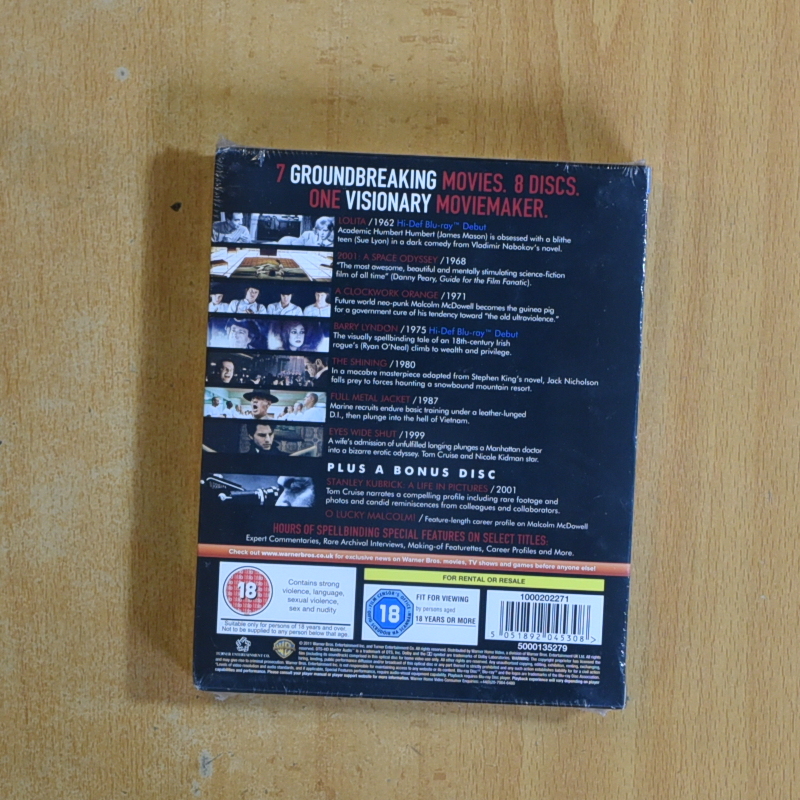 7 GROUNDBREAKING MOVIES. 8 DISCS.
ONE VISIONARY MOVIEMAKER.
LOLITA /1962 Hi-Def Blu-ray™ Debut
Academic Humbert Humbert (James Mason) is obsessed with a blithe
teen (Sue Lyon) in a dark comedy from Vladimir Nabokov's novel.
2001: A SPACE ODYSSEY /1968
"The most awesome, beautiful and mentally stimulating science-fiction
film of all time" (Danny Peary, Guide for the Film Fanatic).
A CLOCKWORK ORANGE /1971
Future world neo-punk Malcolm McDowell becomes the guinea pig
for a government cure of his tendency toward "the old ultraviolence."
BARRY LYNDON /1975 Hi-Def Blu-ray™ Debut
The visually spellbinding tale of an 18th-century Irish
rogue's (Ryan O'Neal) climb to wealth and privilege.
THE SHINING /1980
In a macabre masterpiece adapted from Stephen King's novel, Jack Nicholson
falls prey to forces haunting a snowbound mountain resort.
FULL METAL JACKET /1987
Marine recruits endure basic training under a leather-lunged
D.I., then plunge into the hell of Vietnam.
EYES WIDE SHUT /1999
A wife's admission of unfulfilled longing plunges a Manhattan doctor
into a bizarre erotic odyssey. Tom Cruise and Nicole Kidman star.
PLUS A BONUS DISC
STANLEY KUBRICK: A LIFE IN PICTURES /2001
Tom Cruise narrates a compelling profile including rare footage and
photos and candid reminiscences from colleagues and collaborators.
O LUCKY MALCOLM! / Feature-length career profile on Malcolm McDowell
HOURS OF SPELLBINDING SPECIAL FEATURES ON SELECT TITLES:
Expert Commentaries, Rare Archival Interviews, Making-of Featurettes, Career Profiles and More.
Check out www.warnerbros.co.uk for exclusive news on Warner Bros. movies, TV shows and games before anyone else!
18
Contains strong
violence, language,
sexual violence,
sex and nudity
Suitable only for persons of 18 years and over.
Not to be supplied to any person below that age.
FOR RENTAL OR RESALE
18
FIT FOR VIEWING
by persons aged
18 YEARS OR MORE
1000202271
5 051892 045308 >
5000135279